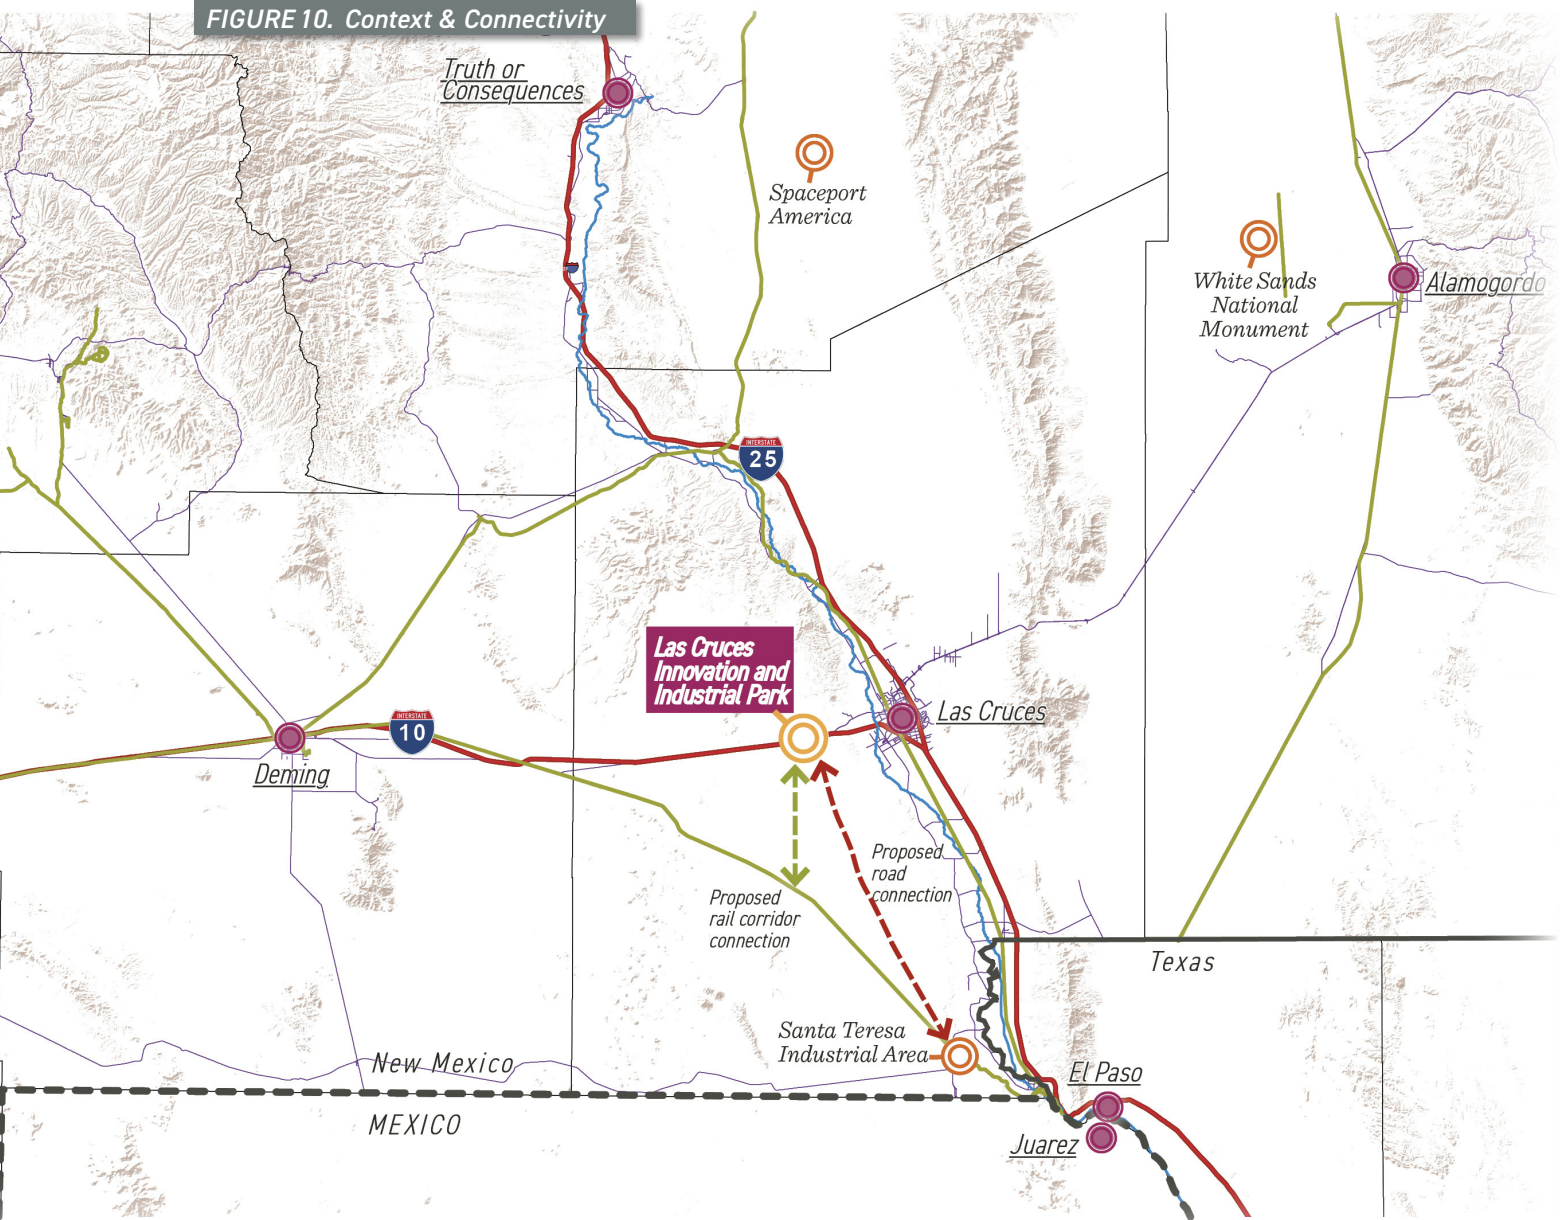 FIGURE 10. Context & Connectivity
Truth or
Consequences
Spaceport
America
White Sands
National
Monument
Alamogordo
INTERSTATE
25
Las Cruces
Innovation and
Industrial Park
Las Cruces
INTERSTATE
10
Deming
Proposed
road
connection
Proposed
rail corridor
connection
Texas
Santa Teresa
Industrial Area
New Mexico
El Paso
MEXICO
Juarez